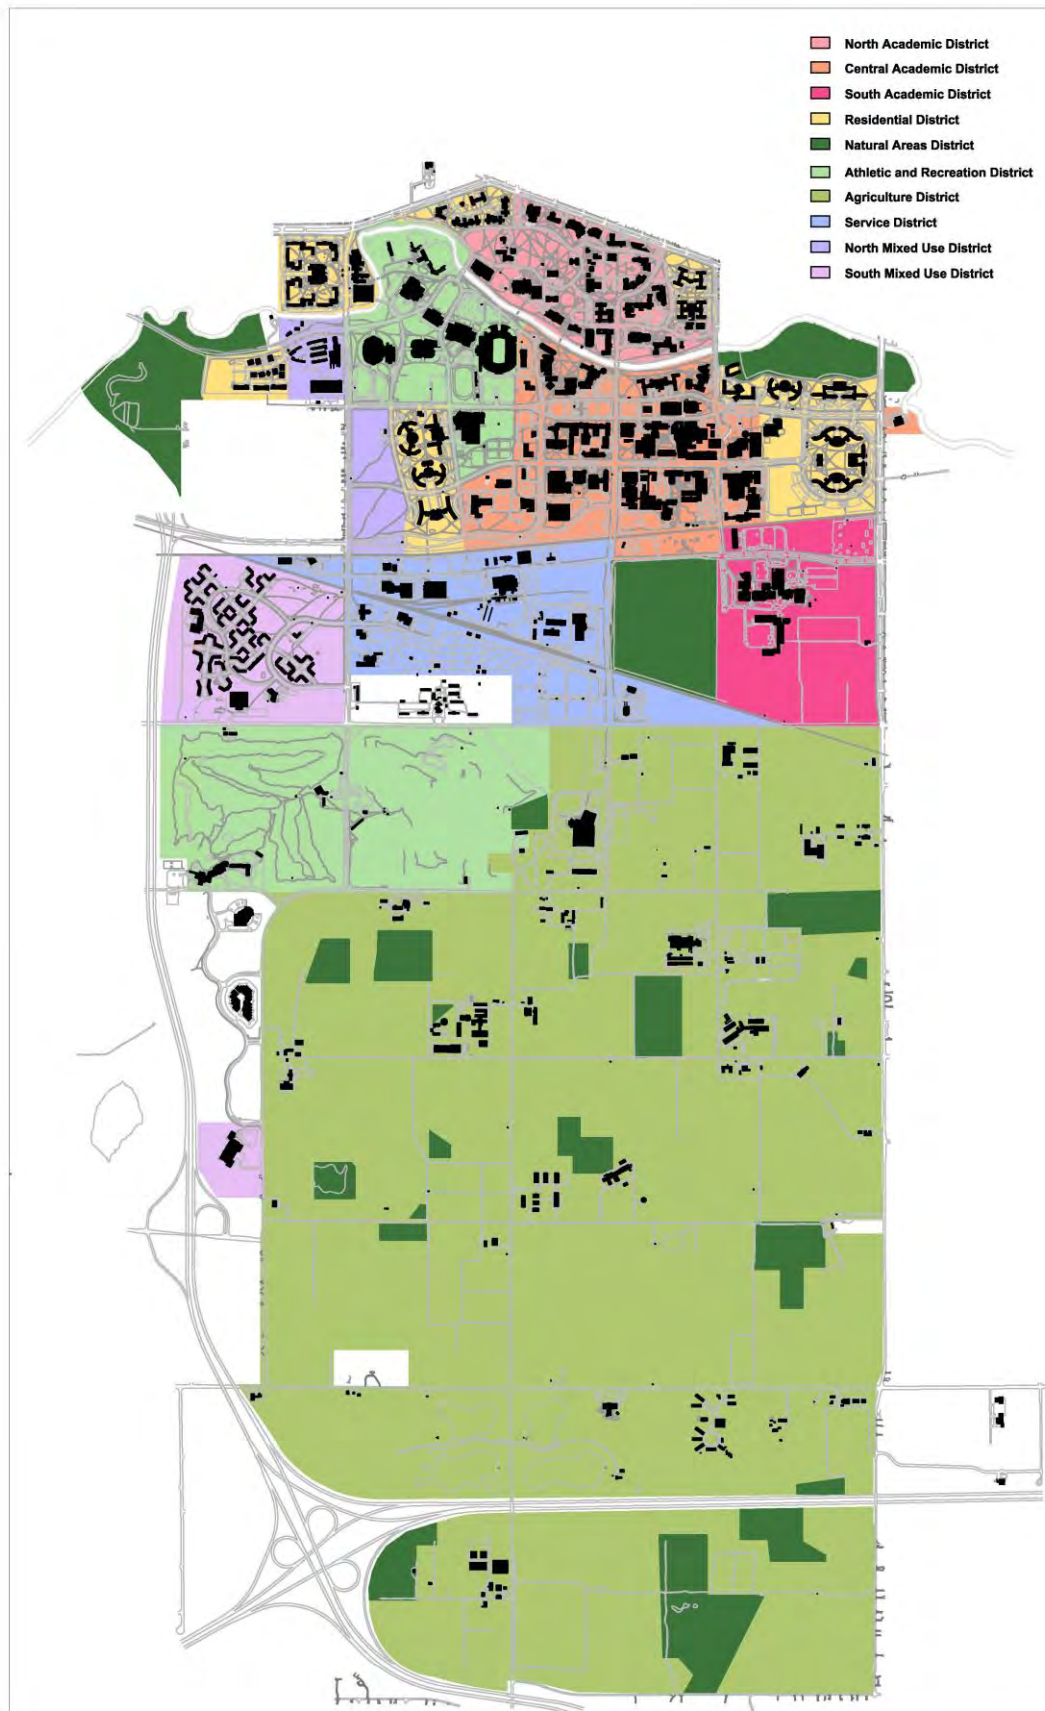 North Academic District
Central Academic District
South Academic District
Residential District
Natural Areas District
Athletic and Recreation District
Agriculture District
Service District
North Mixed Use District
South Mixed Use District